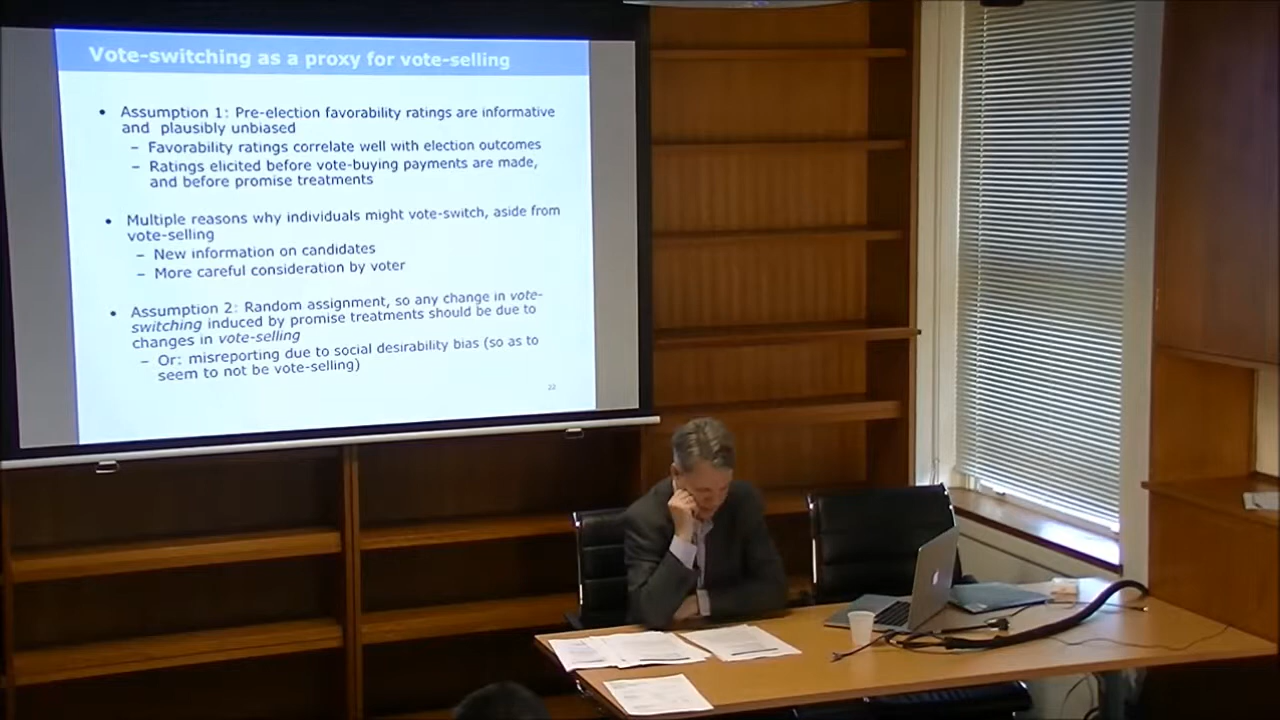 Vote-switching as a proxy for vote-selling
• Assumption 1: Pre-election favorability ratings are informative
and plausibly unbiased
– Favorability ratings correlate well with election outcomes
– Ratings elicited before vote-buying payments are made,
and before promise treatments
• Multiple reasons why individuals might vote-switch, aside from
vote-selling
– New information on candidates
– More careful consideration by voter
• Assumption 2: Random assignment, so any change in vote-
switching induced by promise treatments should be due to
changes in vote-selling
– Or: misreporting due to social desirability bias (so as to
seem to not be vote-selling)
22